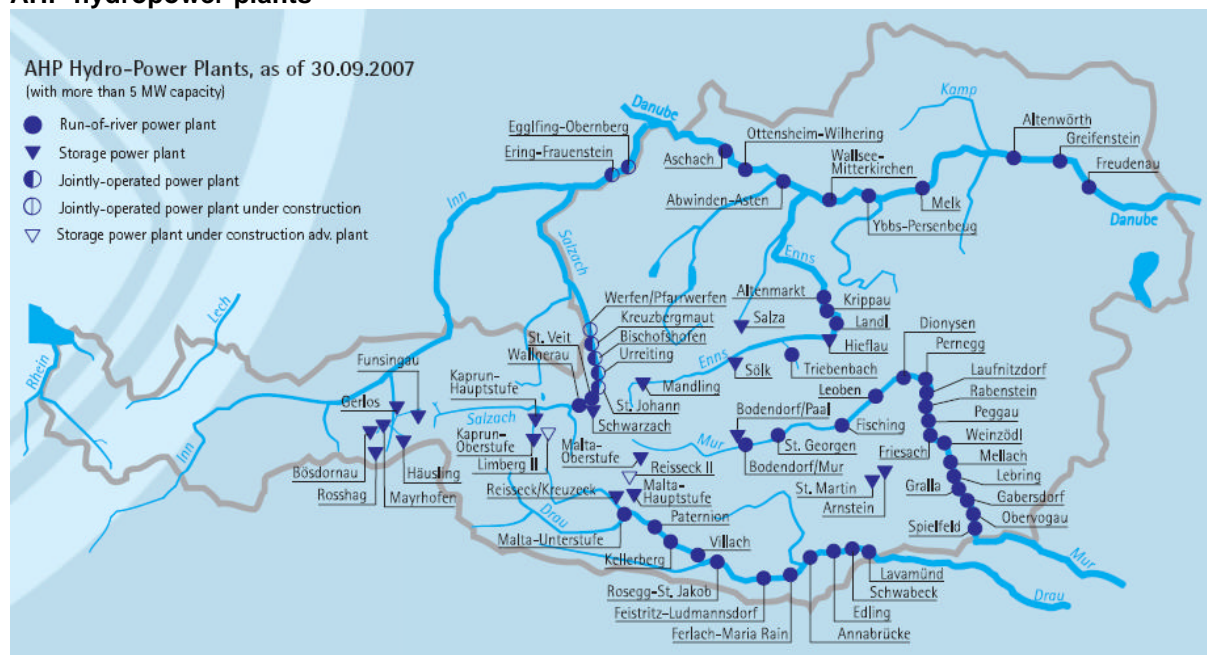 AHP hydropower plants
AHP Hydro-Power Plants, as of 30.09.2007
(with more than 5 MW capacity)
Run-of-river power plant
Storage power plant
Jointly-operated power plant
Jointly-operated power plant under construction
Storage power plant under construction adv. plant
Danube
Kamp
Egglfing-Obernberg
Ering-Frauenstein
Aschach
Ottensheim-Wilhering
Wallsee-
Mitterkirchen
Altenwörth
Greifenstein
Freudenau
Abwinden-Asten
Melk
Ybbs-Persenbeug
Danube
Inn
Salzach
Enns
Lech
Rhein
Inn
Werfen/Pfarrwerfen
Kreuzbergmaut
Bischofshofen
Urreiting
St. Veit
Wallnerau
St. Johann
Schwarzach
Altenmarkt
Krippau
Landl
Hieflau
Salza
Enns
Sölk
Triebenbach
Mandling
Dionysen
Pernegg
Laufnitzdorf
Rabenstein
Peggau
Weinzödl
Mellach
Lebring
Gabersdorf
Obervogau
Leoben
Fisching
Friesach
Gralla
Spielfeld
Bodendorf/Paal
St. Georgen
Bodendorf/Mur
Mur
St. Martin
Arnstein
Funsingau
Gerlos
Bösdornau
Rosshag
Häusling
Mayrhofen
Kaprun-
Hauptstufe
Salzach
Kaprun-
Oberstufe
Limberg II
Malta-
Oberstufe
Reisseck II
Reisseck/Kreuzeck
Malta-
Hauptstufe
Drau
Malta-Unterstufe
Paternion
Kellerberg
Villach
Rosegg-St. Jakob
Feistritz-Ludmannsdorf
Ferlach-Maria Rain
Annabrücke
Edling
Schwabeck
Lavamünd
Mur
Drau